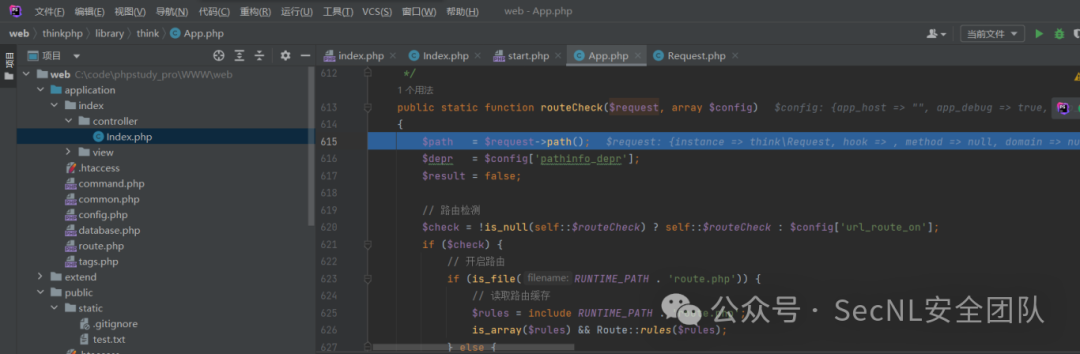 文件(F) 编辑(E) 视图(V) 导航(N) 代码(C) 重构(R) 运行(U) 工具(T) VCS(S) 窗口(W) 帮助(H) web - App.php
web thinkphp library think App.php 当前文件
项目 index.php Index.php start.php App.php Request.php
项目
web C:\code\phpstudy_pro\WWW\web
application
index
controller
Index.php
view
.htaccess
command.php
common.php
config.php
database.php
route.php
tags.php
extend
public
static
.gitignore
test.txt
.htaccess
612 */
1 个用法
613 public static function routeCheck($request, array $config) $config: {app_host => "", app_debug => true,
614 {
615 $path = $request->path(); $request: {instance => think\Request, hook => , method => null, domain => nu
616 $depr = $config['pathinfo_depr'];
617 $result = false;
618
619 // 路由检测
620 $check = !is_null(self::$routeCheck) ? self::$routeCheck : $config['url_route_on'];
621 if ($check) {
622 // 开启路由
623 if (is_file( filename: RUNTIME_PATH . 'route.php')) {
624 // 读取路由缓存
625 $rules = include RUNTIME_PATH
626 is_array($rules) && Route::rules($rules);
627 } else {
公众号 · SecNL安全团队